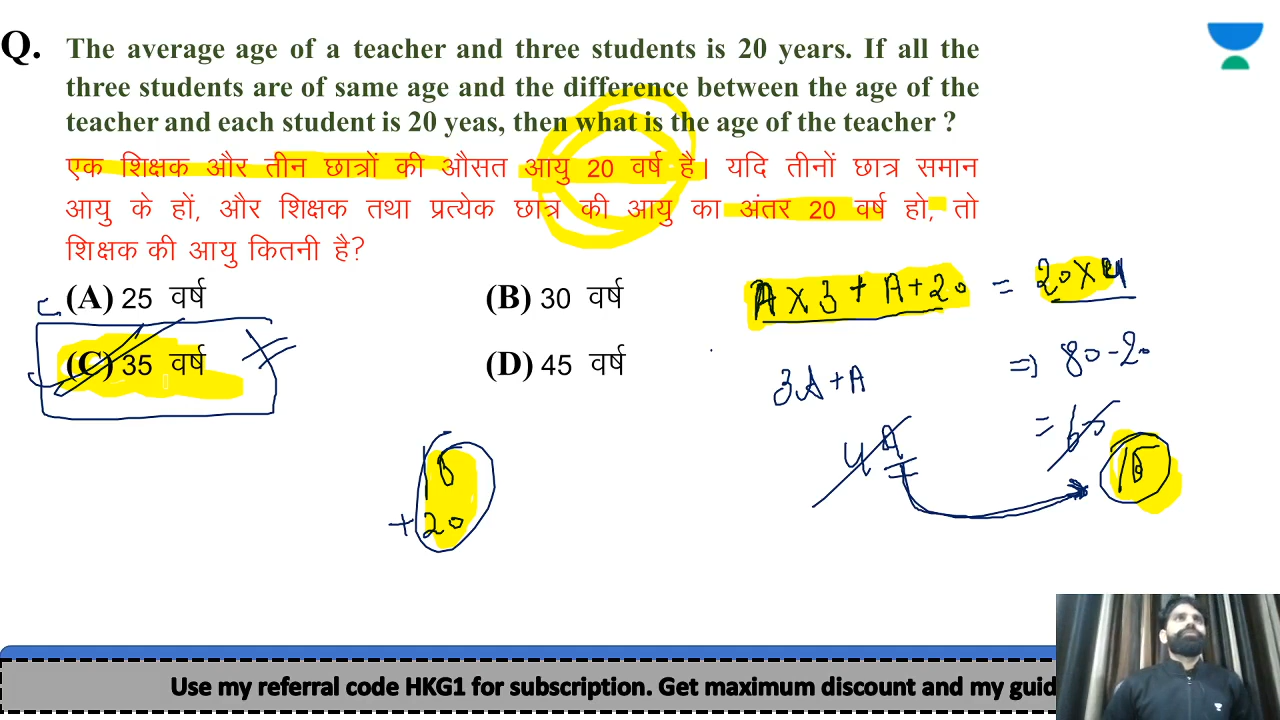 Q. The average age of a teacher and three students is 20 years. If all the
three students are of same age and the difference between the age of the
teacher and each student is 20 yeas, then what is the age of the teacher ?
एक शिक्षक और तीन छात्रों की औसत आयु 20 वर्ष है। यदि तीनों छात्र समान
आयु के हों, और शिक्षक तथा प्रत्येक छात्र की आयु का अंतर 20 वर्ष हो, तो
शिक्षक की आयु कितनी है?
(A) 25 वर्ष (B) 30 वर्ष
(C) 35 वर्ष (D) 45 वर्ष
A × 3 + A + 20 = 20 × 4
3A + A ⇒ 80 - 20
4A = 60
15
15
+ 20
Use my referral code HKG1 for subscription. Get maximum discount and my guid